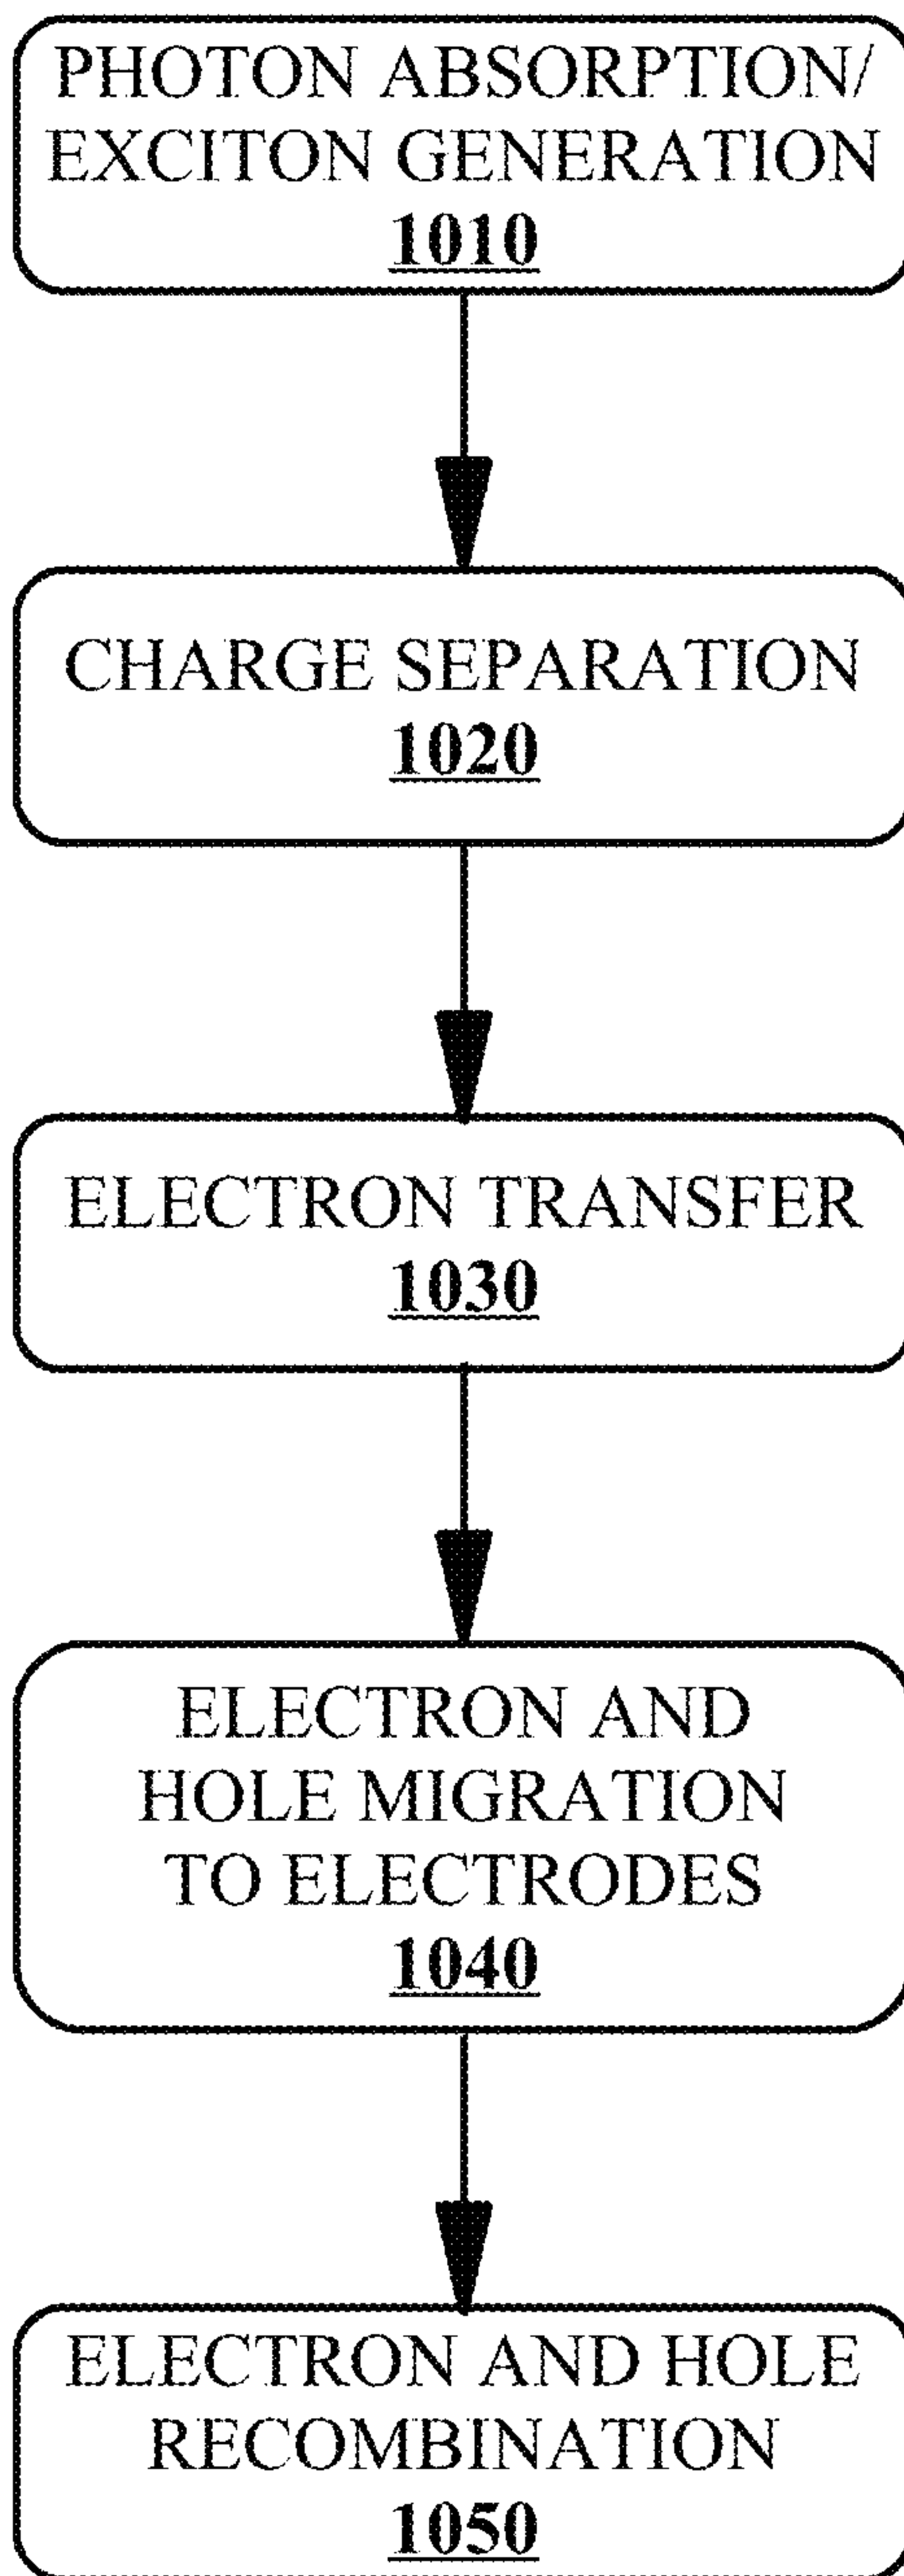 PHOTON ABSORPTION/
EXCITON GENERATION
1010
CHARGE SEPARATION
1020
ELECTRON TRANSFER
1030
ELECTRON AND
HOLE MIGRATION
TO ELECTRODES
1040
ELECTRON AND HOLE
RECOMBINATION
1050